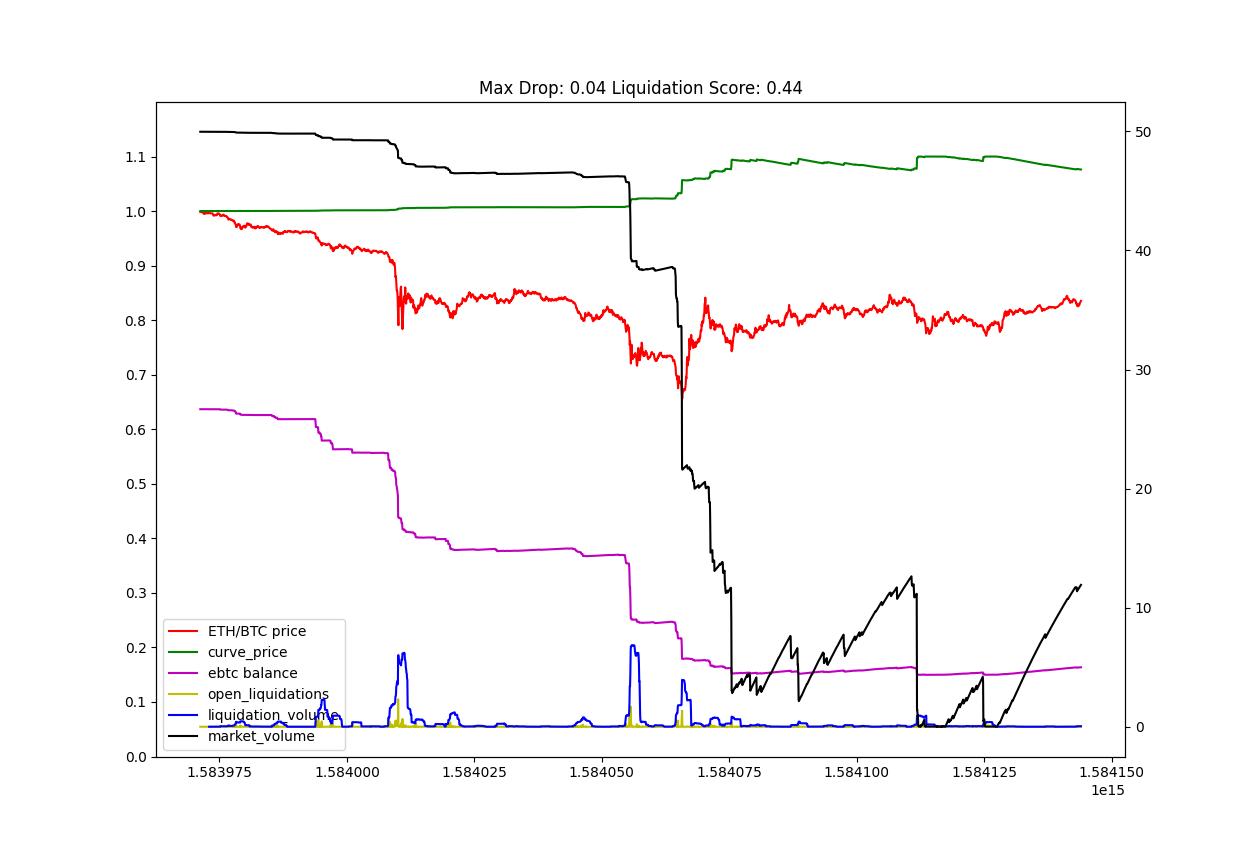 Max Drop: 0.04 Liquidation Score: 0.44
1.1
1.0
0.9
0.8
0.7
0.6
0.5
0.4
0.3
0.2
0.1
0.0
50
40
30
20
10
0
ETH/BTC price
curve_price
ebtc balance
open_liquidations
liquidation_volume
market_volume
1.583975 1.584000 1.584025 1.584050 1.584075 1.584100 1.584125 1.584150
1e15